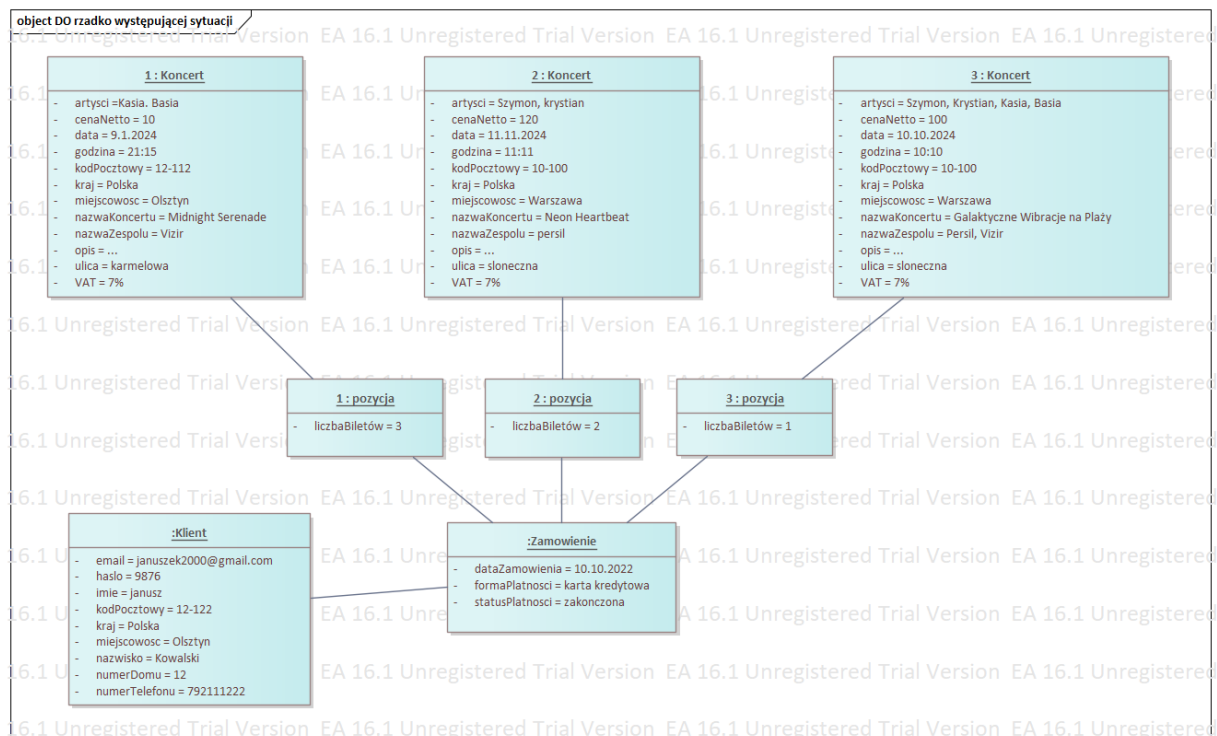 object DO rzadko występującej sytuacji
1 : Koncert
- artysci =Kasia. Basia
- cenaNetto = 10
- data = 9.1.2024
- godzina = 21:15
- kodPocztowy = 12-112
- kraj = Polska
- miejscowosc = Olsztyn
- nazwaKoncertu = Midnight Serenade
- nazwaZespolu = Vizir
- opis = ...
- ulica = karmelowa
- VAT = 7%
2 : Koncert
- artysci = Szymon, krystian
- cenaNetto = 120
- data = 11.11.2024
- godzina = 11:11
- kodPocztowy = 10-100
- kraj = Polska
- miejscowosc = Warszawa
- nazwaKoncertu = Neon Heartbeat
- nazwaZespolu = persil
- opis = ...
- ulica = sloneczna
- VAT = 7%
3 : Koncert
- artysci = Szymon, Krystian, Kasia, Basia
- cenaNetto = 100
- data = 10.10.2024
- godzina = 10:10
- kodPocztowy = 10-100
- kraj = Polska
- miejscowosc = Warszawa
- nazwaKoncertu = Galaktyczne Wibracje na Plaży
- nazwaZespolu = Persil, Vizir
- opis = ...
- ulica = sloneczna
- VAT = 7%
1 : pozycja
- liczbaBiletów = 3
2 : pozycja
- liczbaBiletów = 2
3 : pozycja
- liczbaBiletów = 1
:Klient
- email = januszek2000@gmail.com
- haslo = 9876
- imie = janusz
- kodPocztowy = 12-122
- kraj = Polska
- miejscowosc = Olsztyn
- nazwisko = Kowalski
- numerDomu = 12
- numerTelefonu = 792111222
:Zamowienie
- dataZamowienia = 10.10.2022
- formaPlatnosci = karta kredytowa
- statusPlatnosci = zakonczona
EA 16.1 Unregistered Trial Version